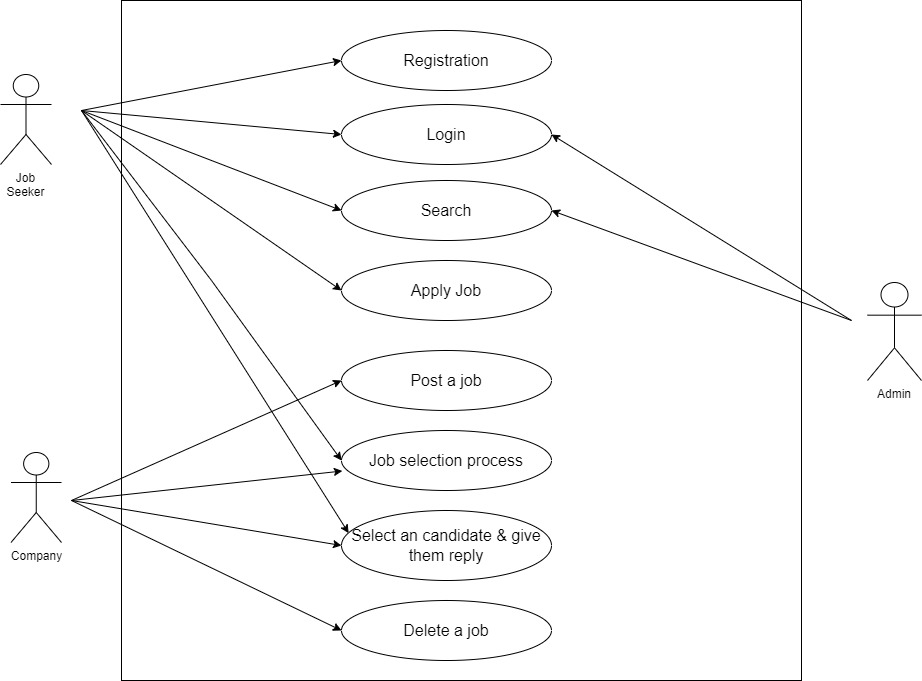 Registration
Login
Search
Apply Job
Post a job
Job selection process
Select an candidate & give
them reply
Delete a job
Job
Seeker
Company
Admin